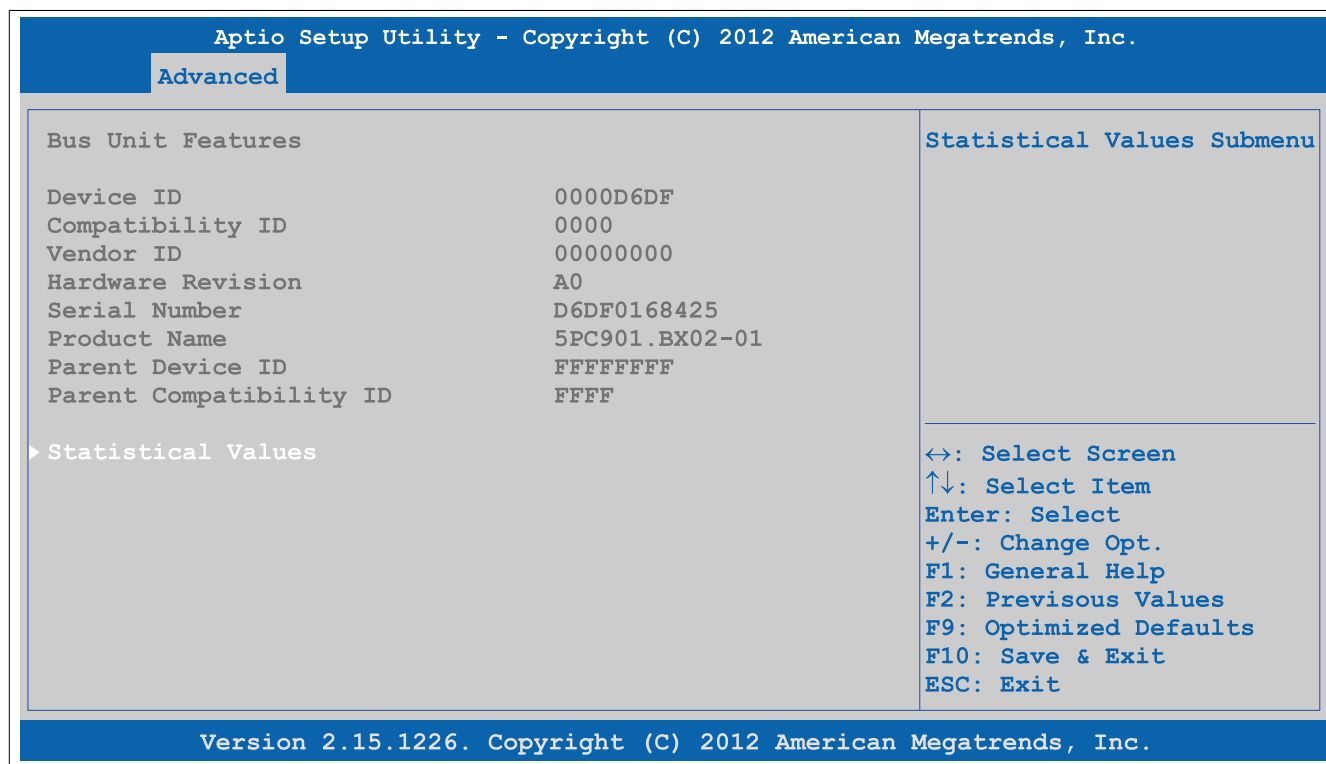 Aptio Setup Utility - Copyright (C) 2012 American Megatrends, Inc.
Advanced
Bus Unit Features
Device ID 0000D6DF
Compatibility ID 0000
Vendor ID 00000000
Hardware Revision A0
Serial Number D6DF0168425
Product Name 5PC901.BX02-01
Parent Device ID FFFFFFFF
Parent Compatibility ID FFFF
Statistical Values
Statistical Values Submenu
↔: Select Screen
↑↓: Select Item
Enter: Select
+/-: Change Opt.
F1: General Help
F2: Previsous Values
F9: Optimized Defaults
F10: Save & Exit
ESC: Exit
Version 2.15.1226. Copyright (C) 2012 American Megatrends, Inc.